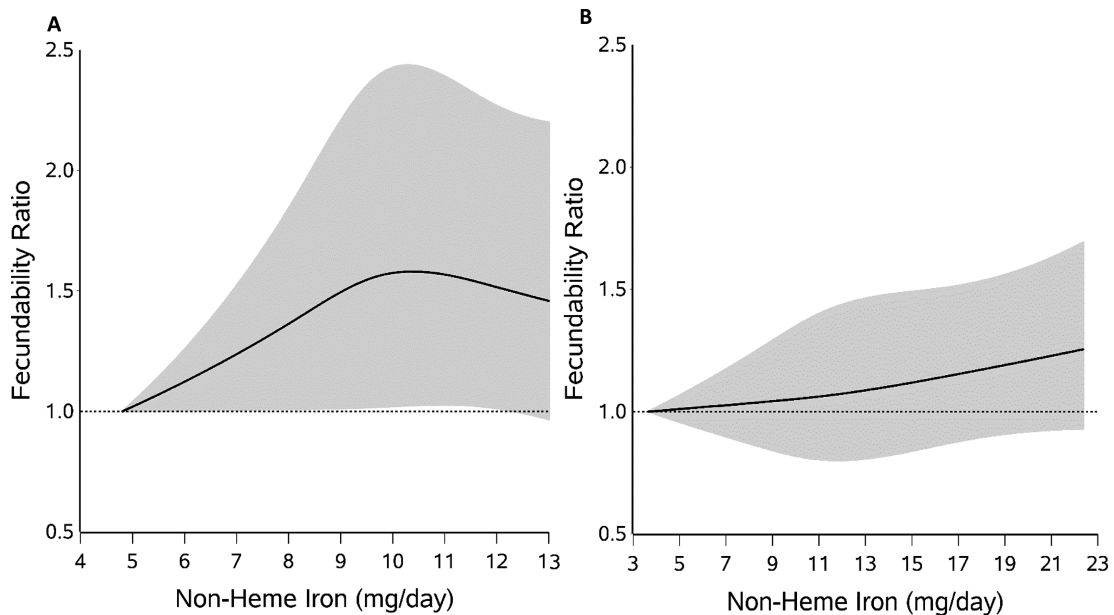 A
2.5
2.0
1.5
1.0
0.5
Fecundability Ratio
4 5 6 7 8 9 10 11 12 13
Non-Heme Iron (mg/day)
B
2.5
2.0
1.5
1.0
0.5
Fecundability Ratio
3 5 7 9 11 13 15 17 19 21 23
Non-Heme Iron (mg/day)